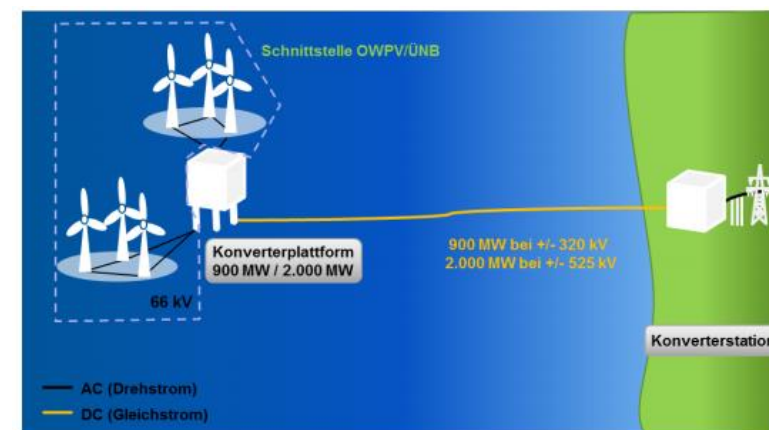 Schnittstelle OWPV/ÜNB
Konverterplattform
900 MW / 2.000 MW
900 MW bei +/- 320 kV
2.000 MW bei +/- 525 kV
66 kV
Konverterstation
AC (Drehstrom)
DC (Gleichstrom)